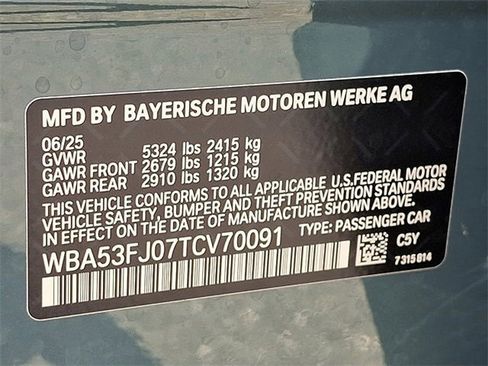 MFD BY BAYERISCHE MOTOREN WERKE AG
06/25
GVWR 5324 lbs 2415 kg
GAWR FRONT 2679 lbs 1215 kg
GAWR REAR 2910 lbs 1320 kg
THIS VEHICLE CONFORMS TO ALL APPLICABLE U.S.FEDERAL MOTOR
VEHICLE SAFETY, BUMPER AND THEFT PREVENTION STANDARDS
IN EFFECT ON THE DATE OF MANUFACTURE SHOWN ABOVE.
WBA53FJ07TCV70091 TYPE: PASSENGER CAR
C5Y
7315814